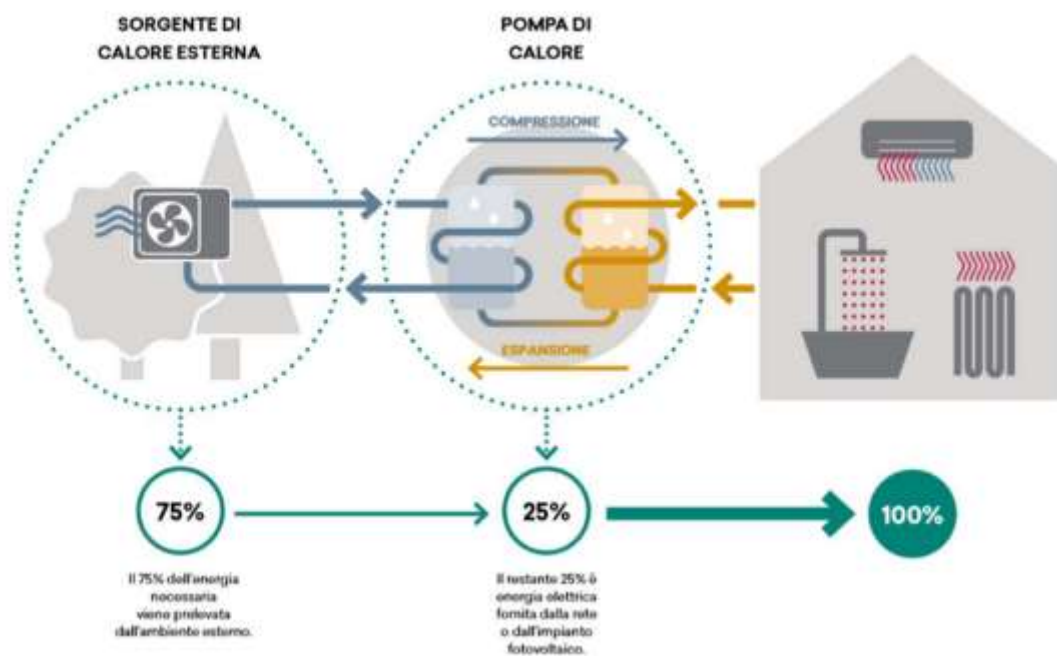 SORGENTE DI
CALORE ESTERNA
POMPA DI
CALORE
COMPRESSIONE
ESPANSIONE
75%
25%
100%
Il 75% dell'energia
necessaria
viene prelevata
dall'ambiente esterno.
Il restante 25% è
energia elettrica
fornita dalla rete
o dall'impianto
fotovoltaico.